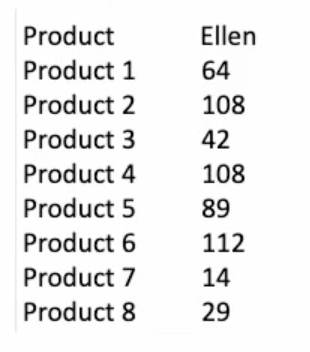 Product Ellen
Product 1 64
Product 2 108
Product 3 42
Product 4 108
Product 5 89
Product 6 112
Product 7 14
Product 8 29